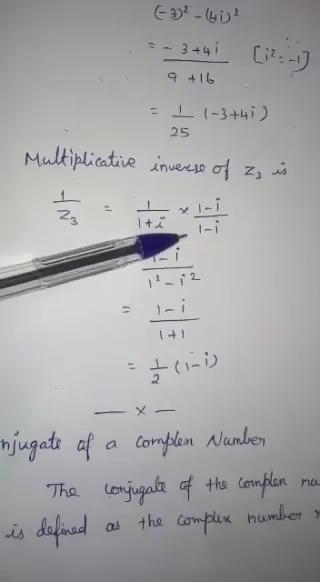 (-3)² - (4i)²
= -3+4i / 9+16 [i² = -1]
= 1/25 (-3+4i)
Multiplicative inverse of Z₃ is
1/Z₃ = 1/1+i × 1-i/1-i
1-i / 1² - i²
= 1-i / 1+1
= 1/2 (1-i)
— × —
njugate of a Complex Number
The conjugate of the complex nu
is defined as the complex number